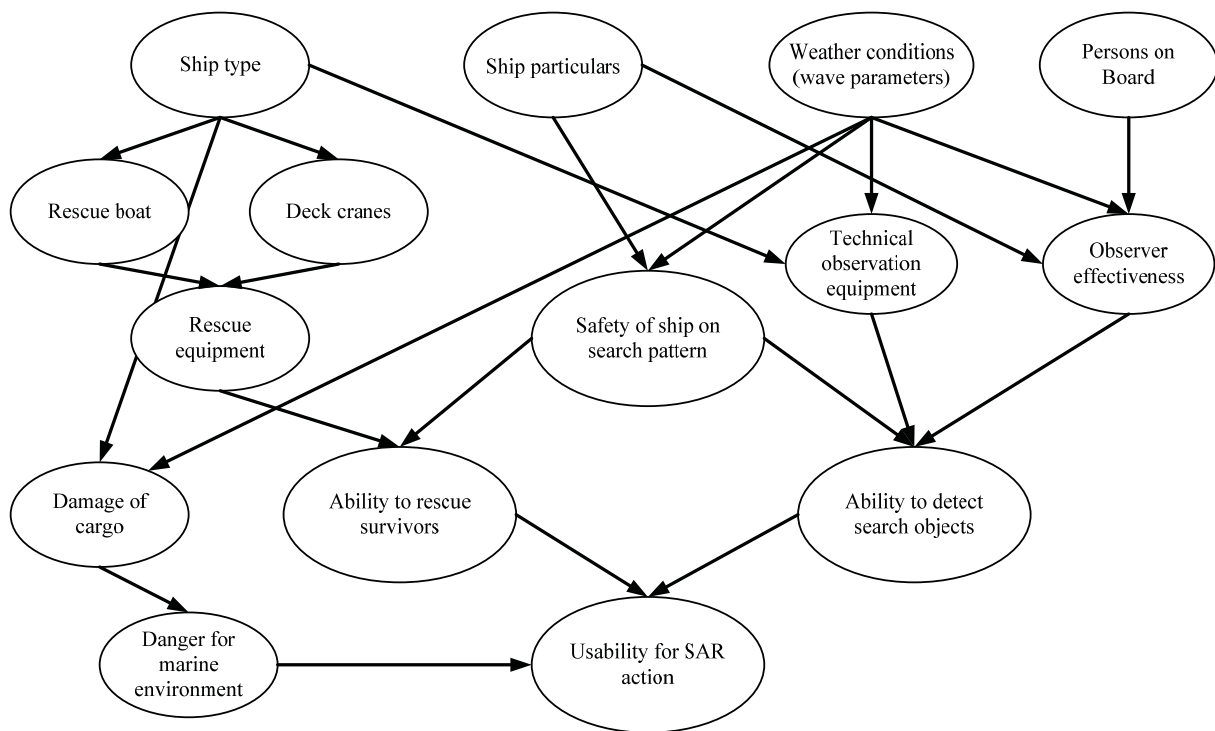 Ship type
Ship particulars
Weather conditions
(wave parameters)
Persons on
Board
Rescue boat
Deck cranes
Technical
observation
equipment
Observer
effectiveness
Rescue
equipment
Safety of ship on
search pattern
Damage of
cargo
Ability to rescue
survivors
Ability to detect
search objects
Danger for
marine
environment
Usability for SAR
action